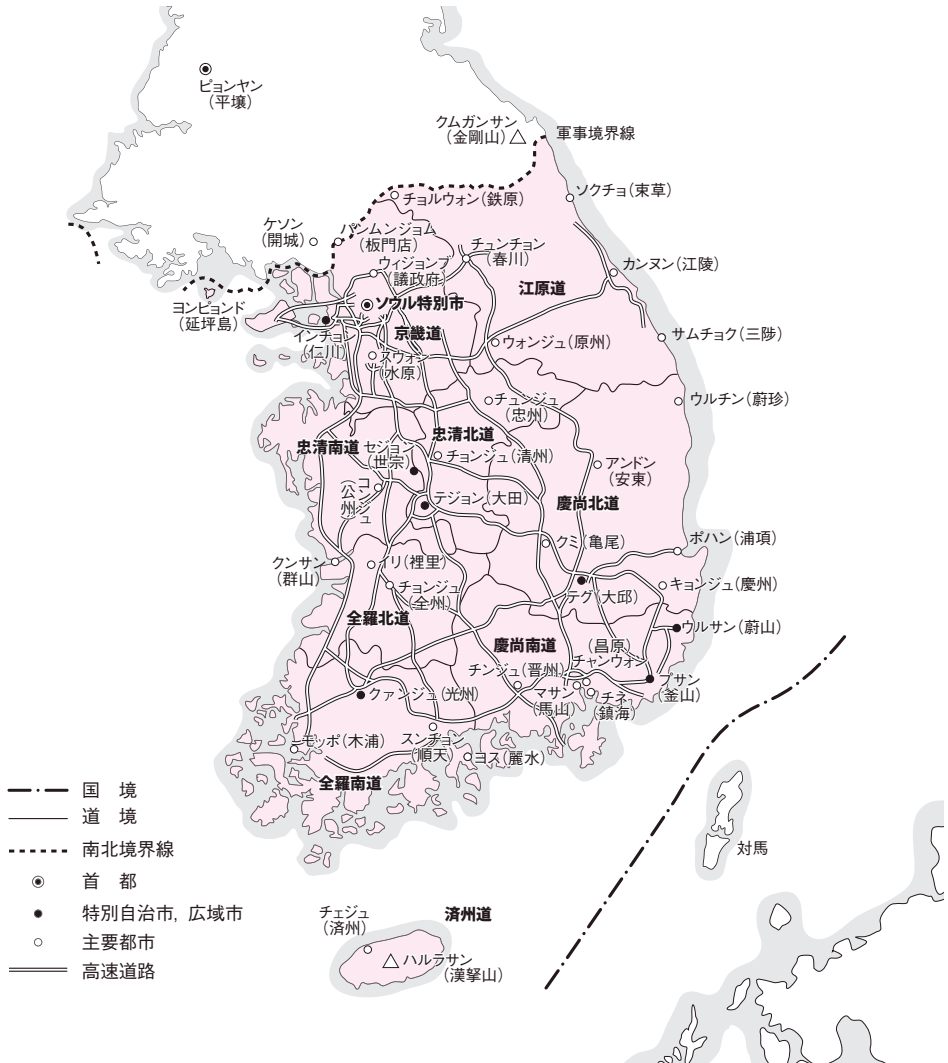 ピョンヤン
(平壌)
クムガンサン
(金剛山)
軍事境界線
ソクチョ(束草)
チョルウォン(鉄原)
ケソン
(開城)
パンムンジョム
(板門店)
チュンチョン
(春川)
カンヌン(江陵)
ウィジョンブ
(議政府)
江原道
ヨンピョンド
(延坪島)
ソウル特別市
インチョン
(仁川)
京畿道
サムチョク(三陟)
ウォンジュ(原州)
スウォン
(水原)
チュンジュ
(忠州)
ウルチン(蔚珍)
忠清南道
セジョン
(世宗)
忠清北道
チョンジュ(清州)
アンドン
(安東)
コンジュ
(公州)
テジョン(大田)
慶尚北道
クンサン
(群山)
イリ(裡里)
クミ(亀尾)
ポハン(浦項)
チョンジュ
(全州)
テグ(大邱)
キョンジュ(慶州)
全羅北道
慶尚南道
ウルサン(蔚山)
(昌原)
チャンウォン
チンジュ(晋州)
マサン
(馬山)
チネ
(鎮海)
プサン
(釜山)
クァンジュ(光州)
モッポ(木浦)
スンチョン
(順天)
ヨス(麗水)
全羅南道
対馬
チェジュ
(済州)
済州道
ハルラサン
(漢拏山)
国 境
道 境
南北境界線
首 都
特別自治市, 広域市
主要都市
高速道路